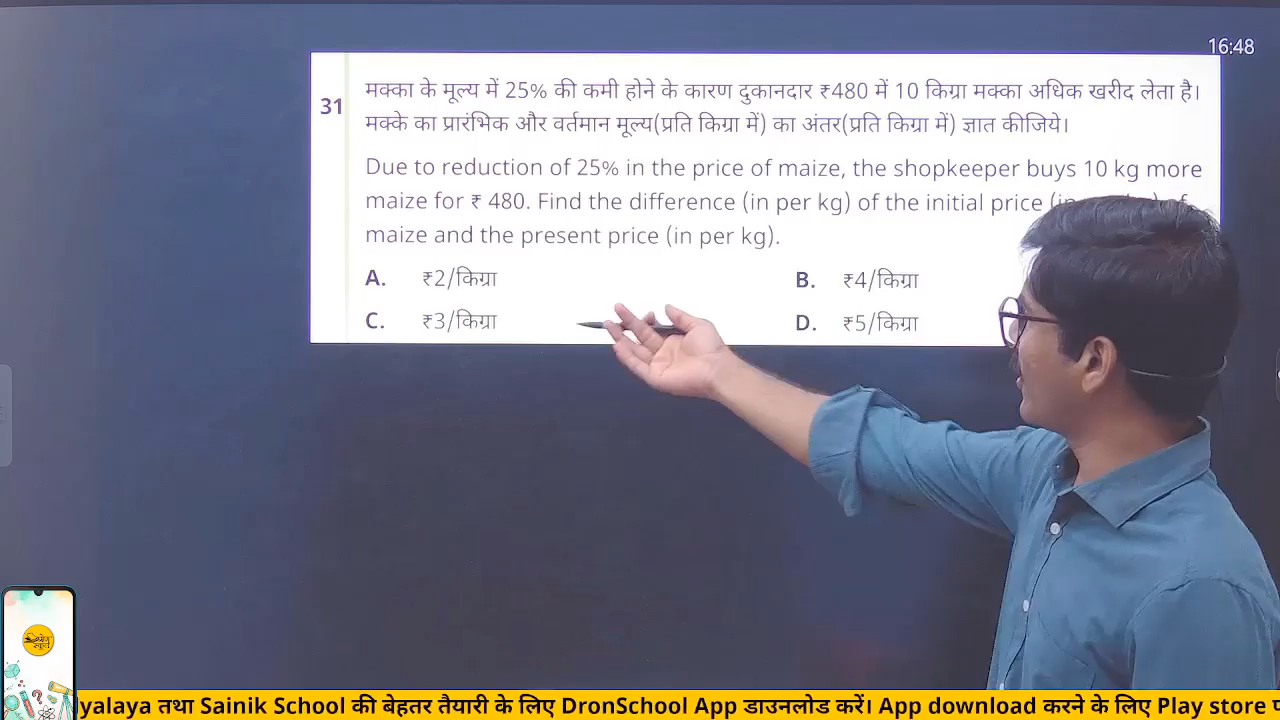 16:48
31
मक्का के मूल्य में 25% की कमी होने के कारण दुकानदार ₹480 में 10 किग्रा मक्का अधिक खरीद लेता है।
मक्के का प्रारंभिक और वर्तमान मूल्य(प्रति किग्रा में) का अंतर(प्रति किग्रा में) ज्ञात कीजिये।
Due to reduction of 25% in the price of maize, the shopkeeper buys 10 kg more
maize for ₹ 480. Find the difference (in per kg) of the initial price
maize and the present price (in per kg).
A. ₹2/किग्रा
B. ₹4/किग्रा
C. ₹3/किग्रा
D. ₹5/किग्रा
yalaya तथा Sainik School की बेहतर तैयारी के लिए DronSchool App डाउनलोड करें। App download करने के लिए Play store